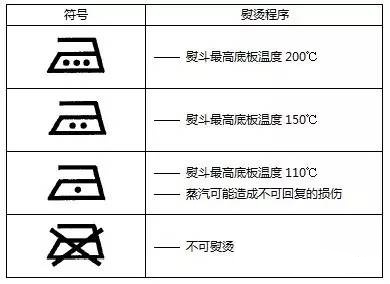 符号 熨烫程序
—— 熨斗最高底板温度 200℃
—— 熨斗最高底板温度 150℃
—— 熨斗最高底板温度 110℃
—— 蒸汽可能造成不可回复的损伤
—— 不可熨烫